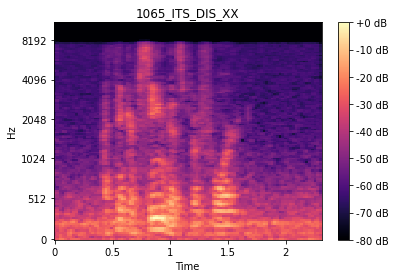 1065_ITS_DIS_XX
8192
4096
2048
1024
512
0
Hz
0
0.5
1
1.5
2
Time
+0 dB
-10 dB
-20 dB
-30 dB
-40 dB
-50 dB
-60 dB
-70 dB
-80 dB